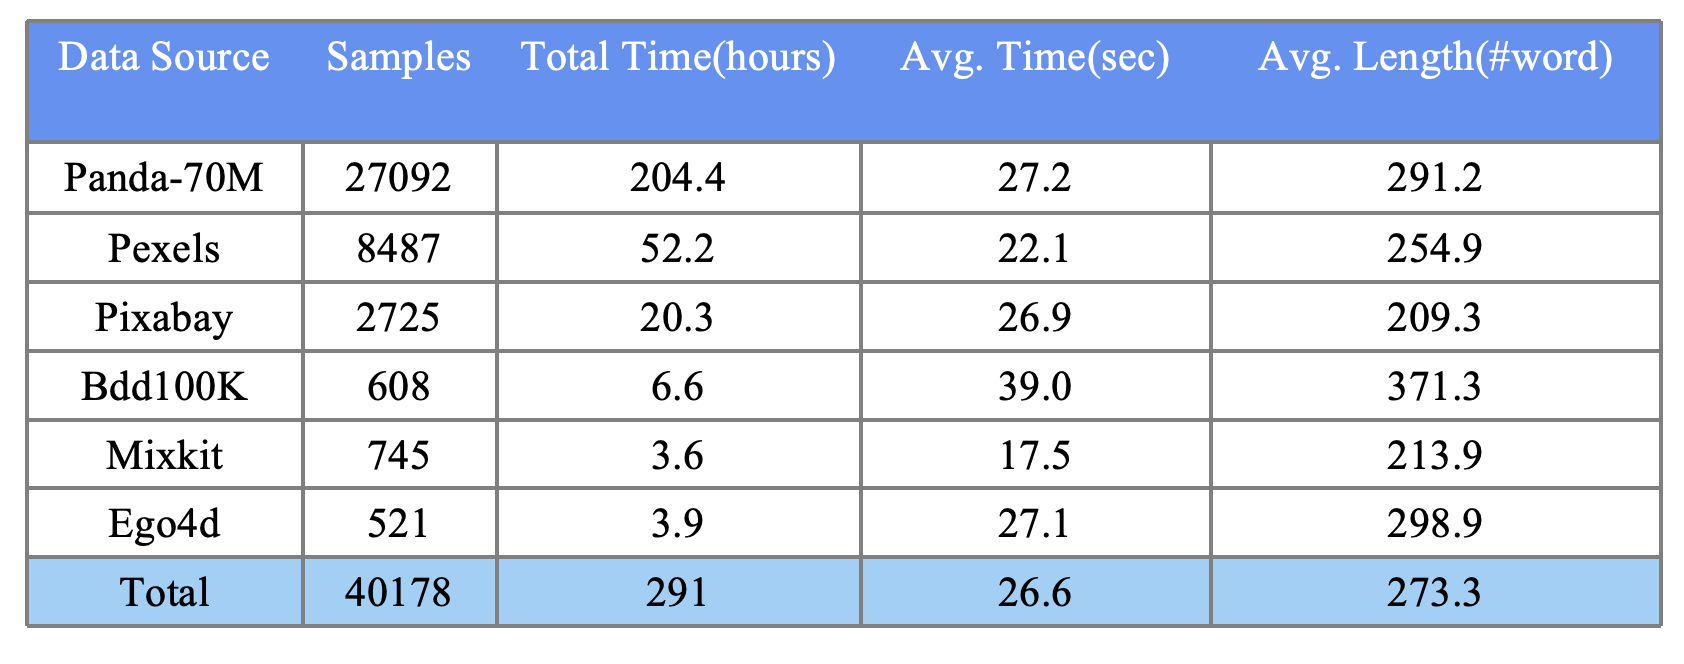 Data Source Samples Total Time(hours) Avg. Time(sec) Avg. Length(#word)
Panda-70M 27092 204.4 27.2 291.2
Pexels 8487 52.2 22.1 254.9
Pixabay 2725 20.3 26.9 209.3
Bdd100K 608 6.6 39.0 371.3
Mixkit 745 3.6 17.5 213.9
Ego4d 521 3.9 27.1 298.9
Total 40178 291 26.6 273.3